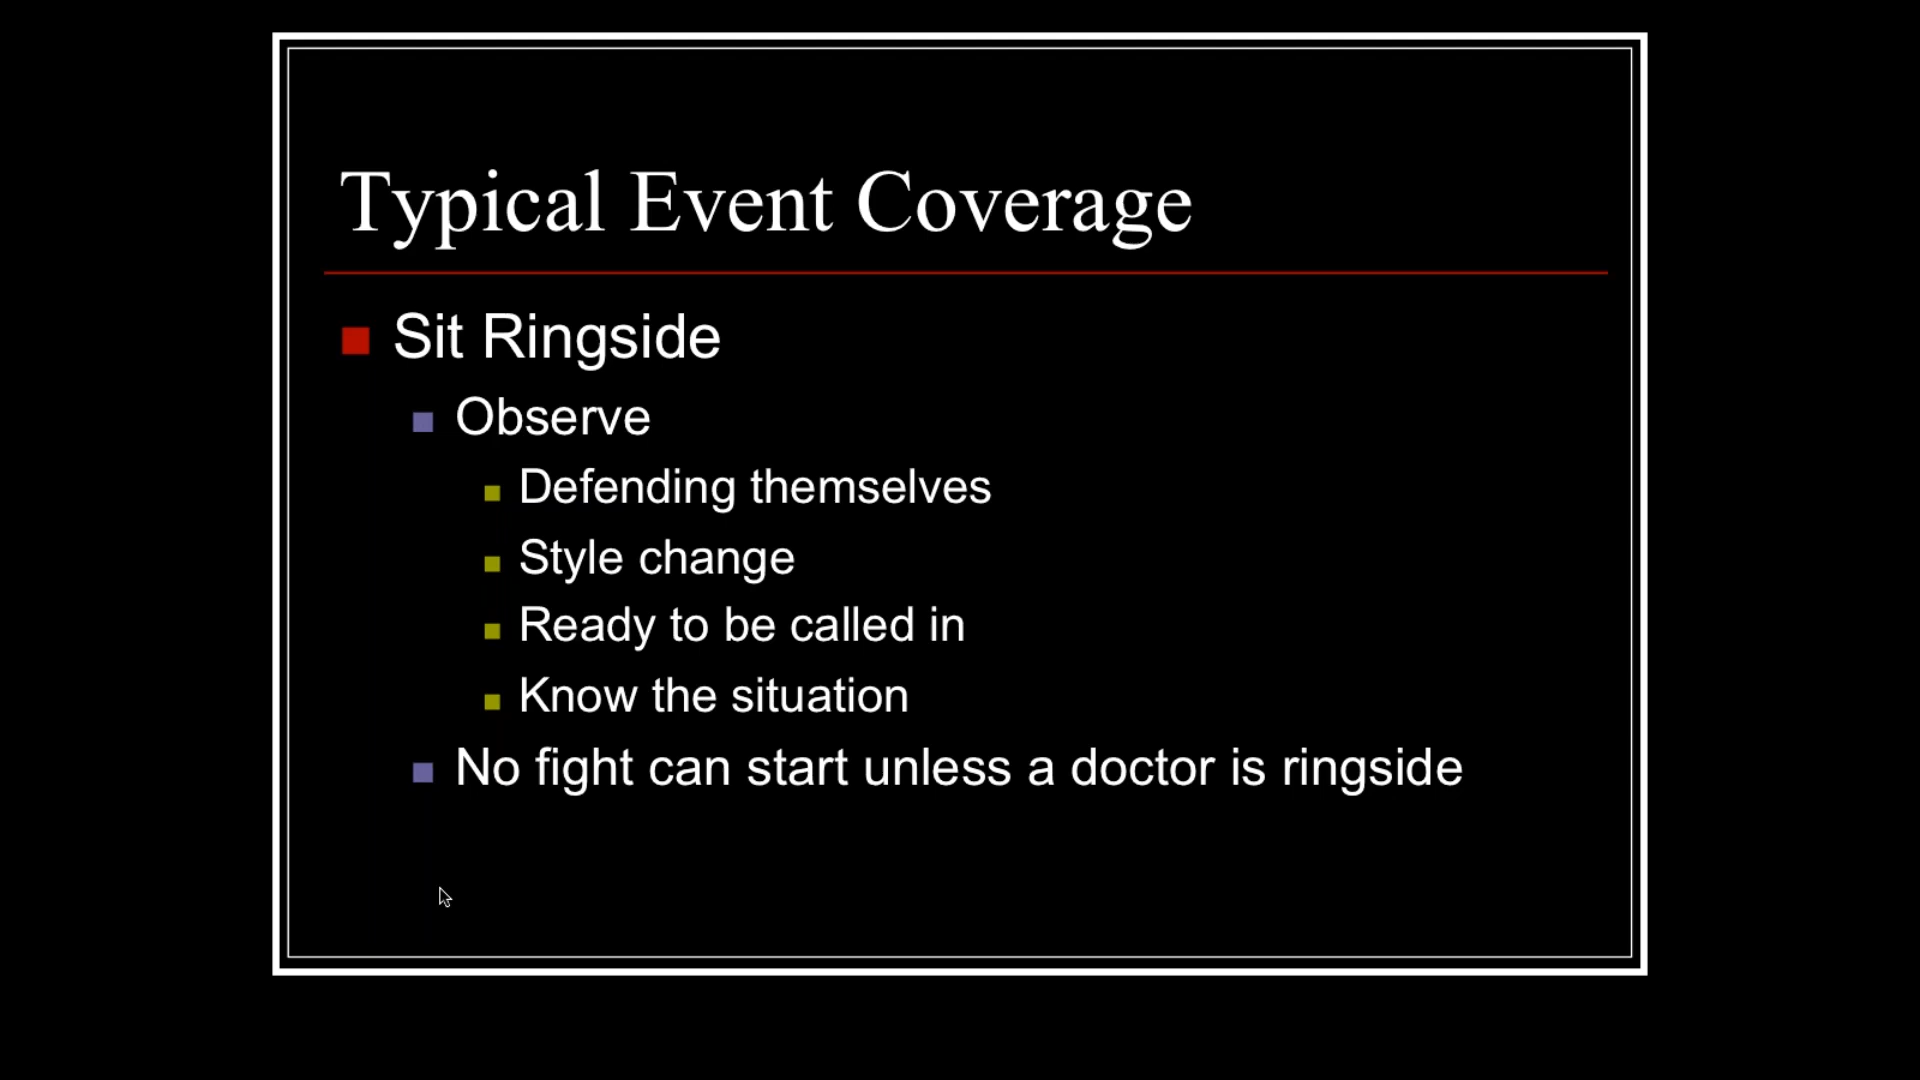 Typical Event Coverage
Sit Ringside
Observe
Defending themselves
Style change
Ready to be called in
Know the situation
No fight can start unless a doctor is ringside